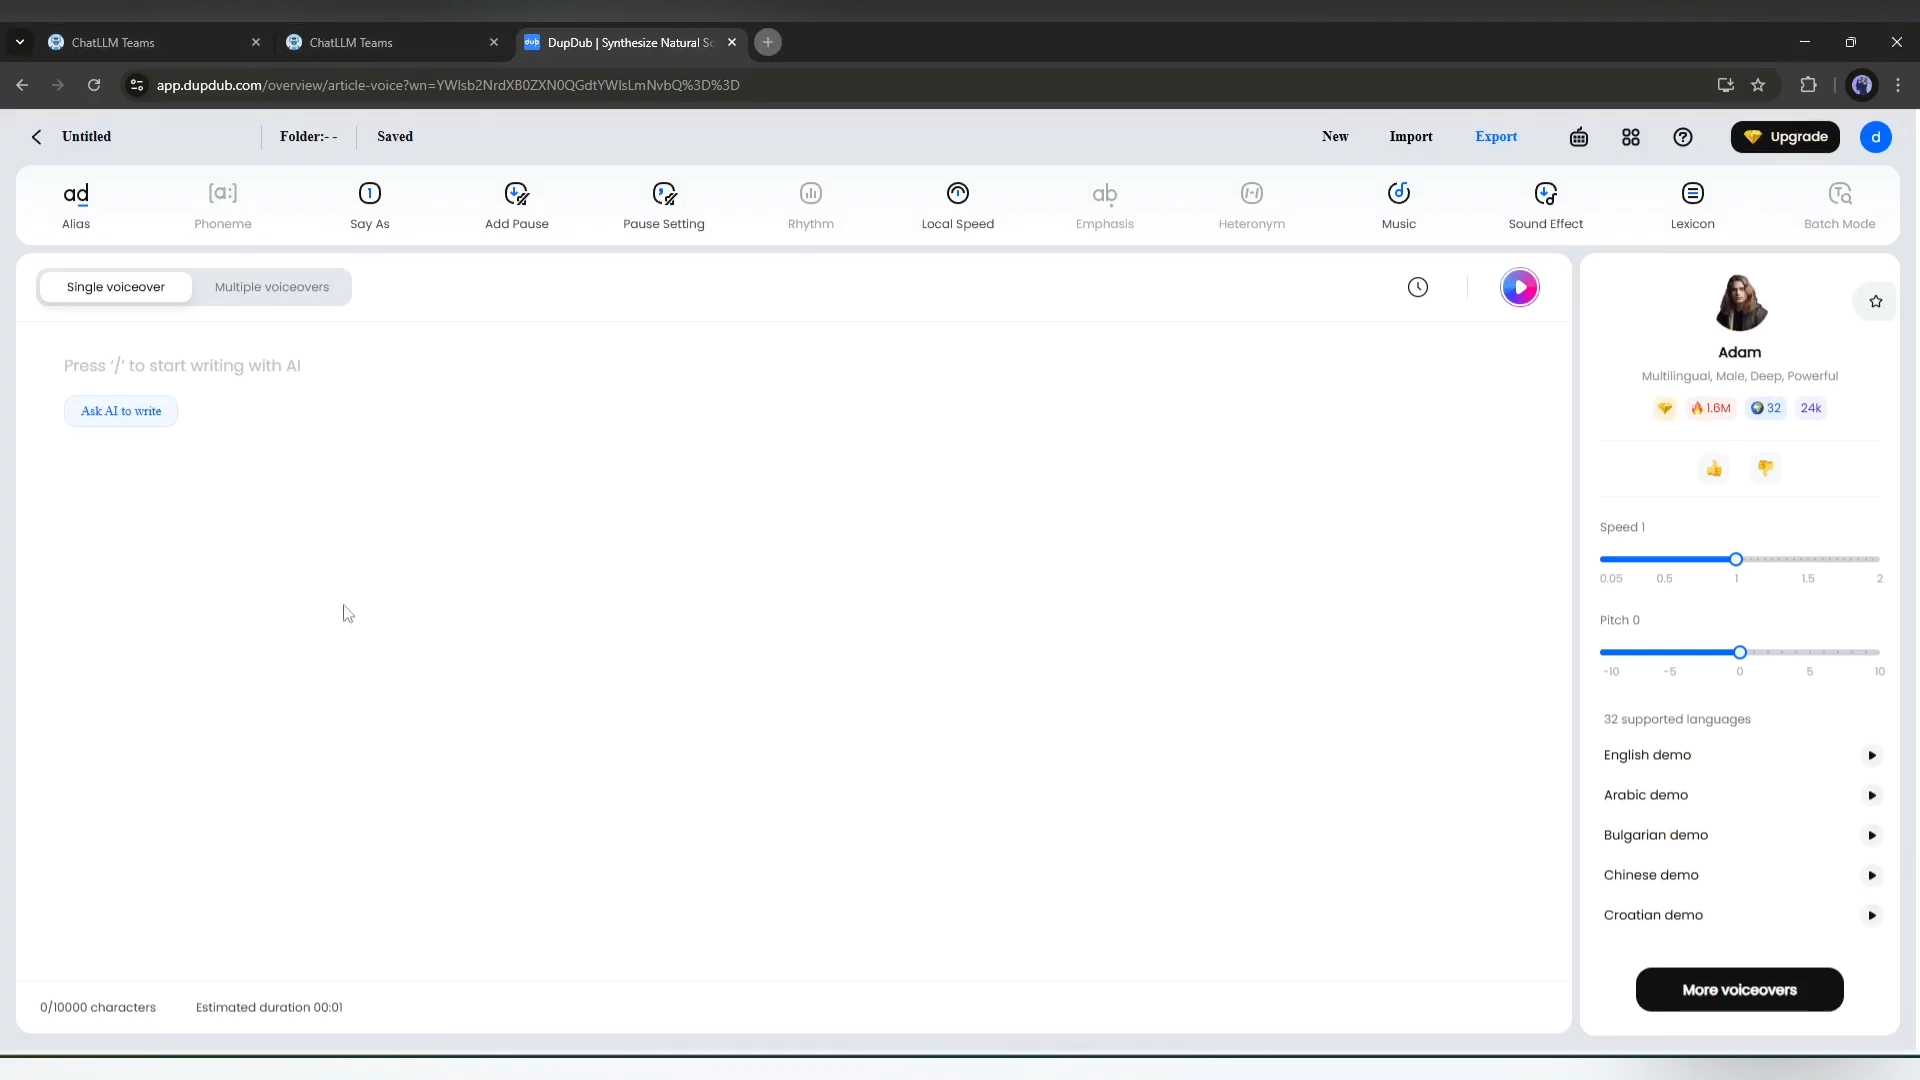 ChatLLM Teams
ChatLLM Teams
dub DupDub | Synthesize Natural Sc
app.dupdub.com/overview/article-voice?wn=YWlsb2NrdXB0ZXN0QGdtYWlsLmNvbQ%3D%3D
Untitled
Folder:- -
Saved
New
Import
Export
Upgrade
d
ad
[a:]
1
ab
Alias
Phoneme
Say As
Add Pause
Pause Setting
Rhythm
Local Speed
Emphasis
Heteronym
Music
Sound Effect
Lexicon
Batch Mode
Single voiceover
Multiple voiceovers
Press ‘/’ to start writing with AI
Ask AI to write
0/10000 characters
Estimated duration 00:01
Adam
Multilingual, Male, Deep, Powerful
1.6M
32
24k
Speed 1
0.05 0.5 1 1.5 2
Pitch 0
-10 -5 0 5 10
32 supported languages
English demo
Arabic demo
Bulgarian demo
Chinese demo
Croatian demo
More voiceovers